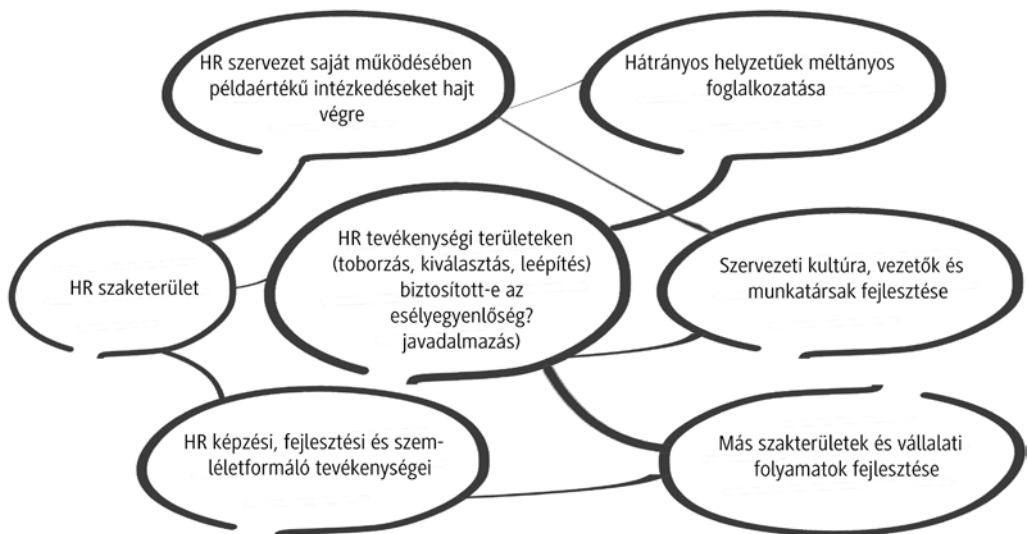 HR szervezet saját működésében
példaértékű intézkedéseket hajt
végre
Hátrányos helyzetűek méltányos
foglalkozatása
HR szaketerület
HR tevékenységi területeken
(toborzás, kiválasztás, leépítés)
biztosított-e az
esélyegyenlőség?
javadalmazás)
Szervezeti kultúra, vezetők és
munkatársak fejlesztése
HR képzési, fejlesztési és szem-
léletformáló tevékenységei
Más szakterületek és vállalati
folyamatok fejlesztése